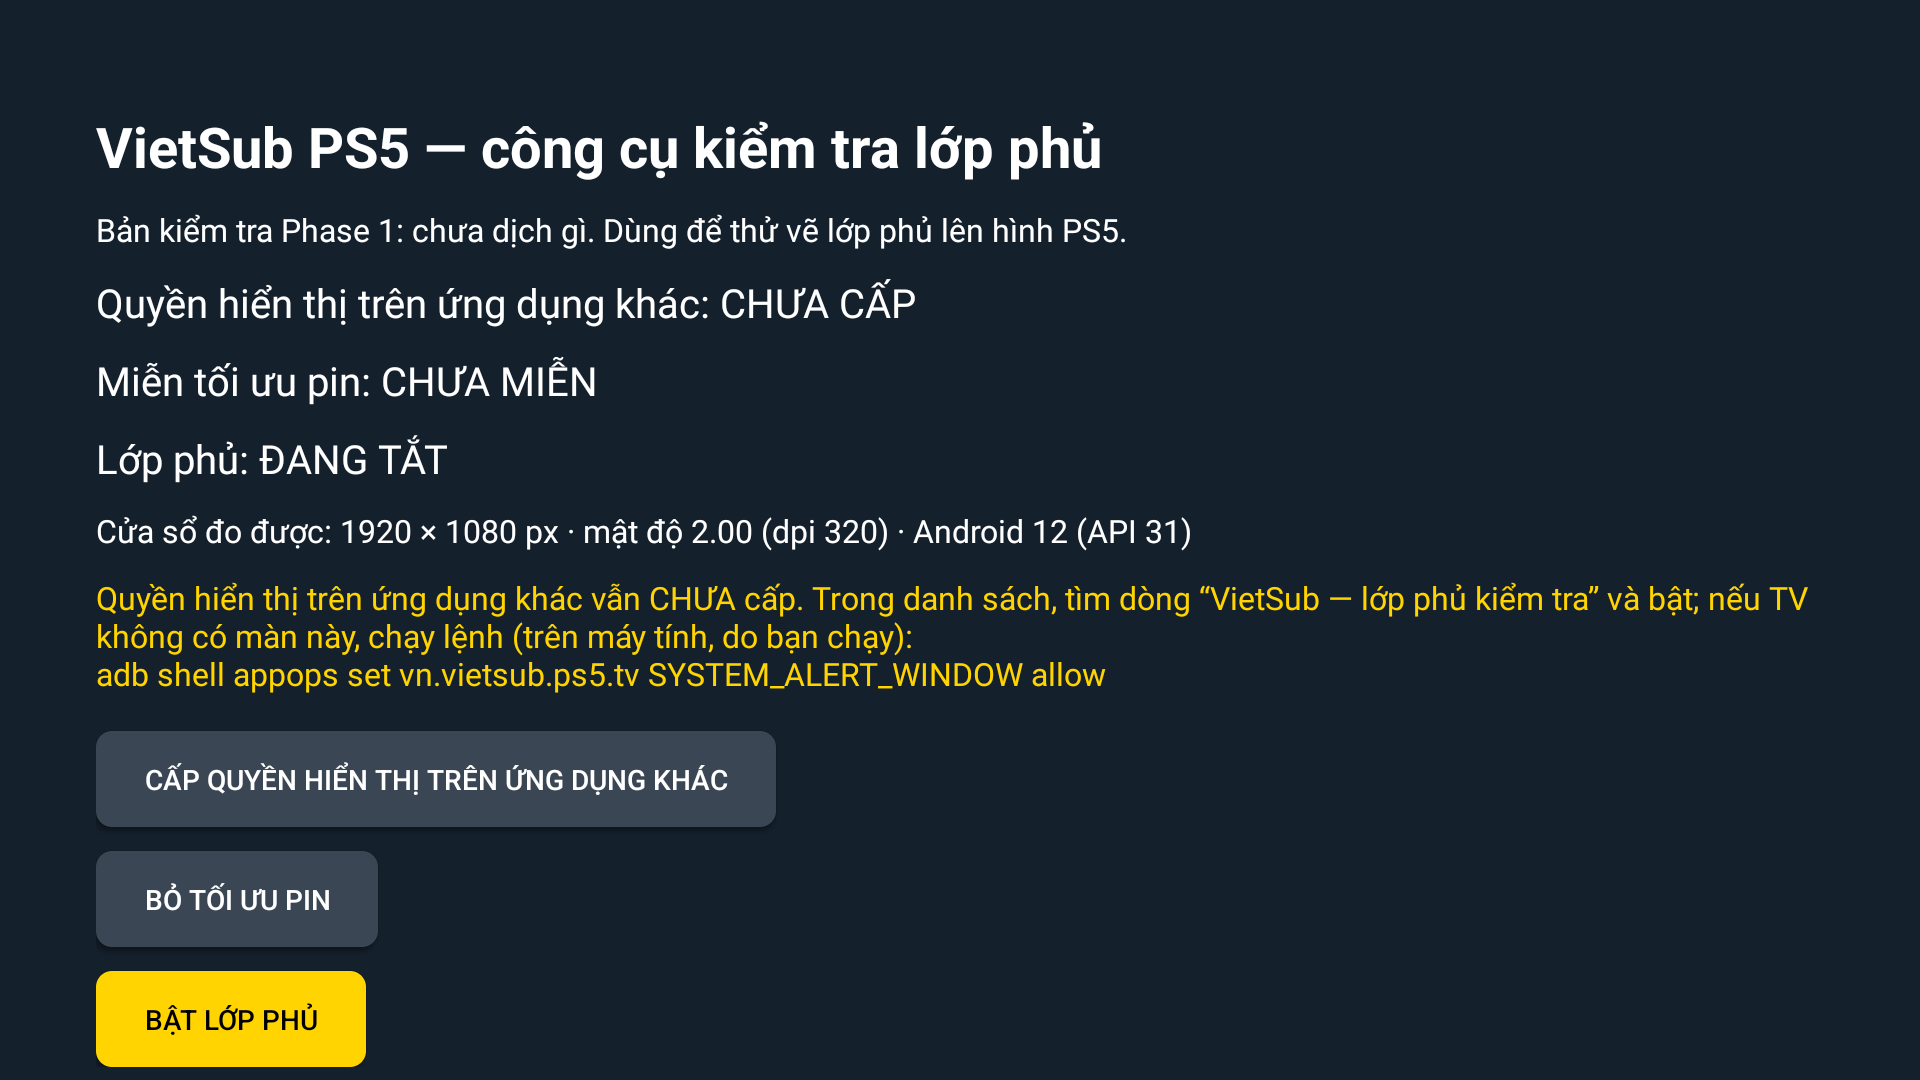 VietSub PS5 — công cụ kiểm tra lớp phủ
Bản kiểm tra Phase 1: chưa dịch gì. Dùng để thử vẽ lớp phủ lên hình PS5.
Quyền hiển thị trên ứng dụng khác: CHƯA CẤP
Miễn tối ưu pin: CHƯA MIỄN
Lớp phủ: ĐANG TẮT
Cửa sổ đo được: 1920 × 1080 px · mật độ 2.00 (dpi 320) · Android 12 (API 31)
Quyền hiển thị trên ứng dụng khác vẫn CHƯA cấp. Trong danh sách, tìm dòng “VietSub — lớp phủ kiểm tra” và bật; nếu TV
không có màn này, chạy lệnh (trên máy tính, do bạn chạy):
adb shell appops set vn.vietsub.ps5.tv SYSTEM_ALERT_WINDOW allow
CẤP QUYỀN HIỂN THỊ TRÊN ỨNG DỤNG KHÁC
BỎ TỐI ƯU PIN
BẬT LỚP PHỦ